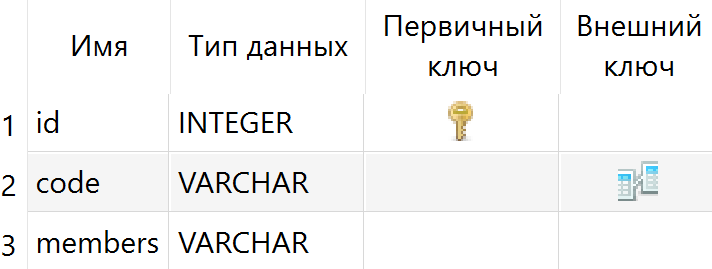 Имя Тип данных Первичный ключ Внешний ключ
1 id INTEGER
2 code VARCHAR
3 members VARCHAR